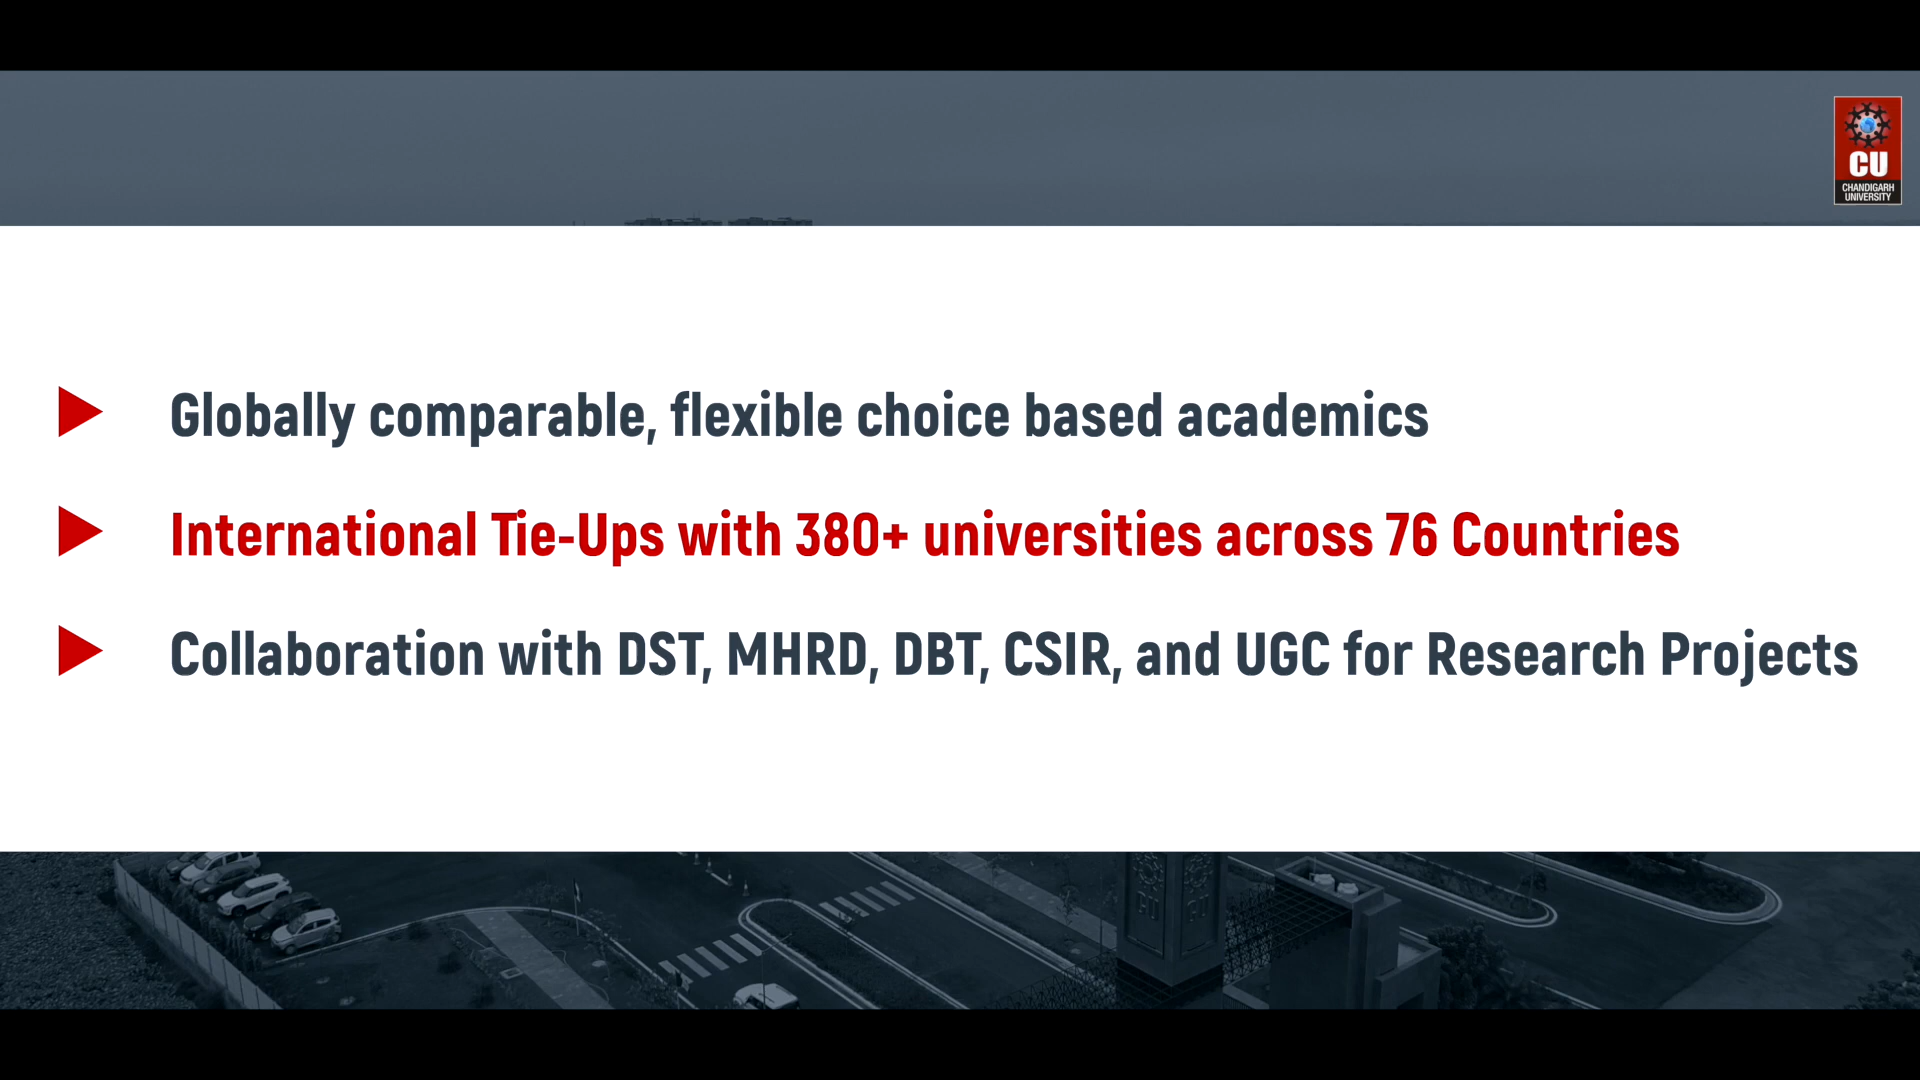 CU
CHANDIGARH
UNIVERSITY
Globally comparable, flexible choice based academics
International Tie-Ups with 380+ universities across 76 Countries
Collaboration with DST, MHRD, DBT, CSIR, and UGC for Research Projects